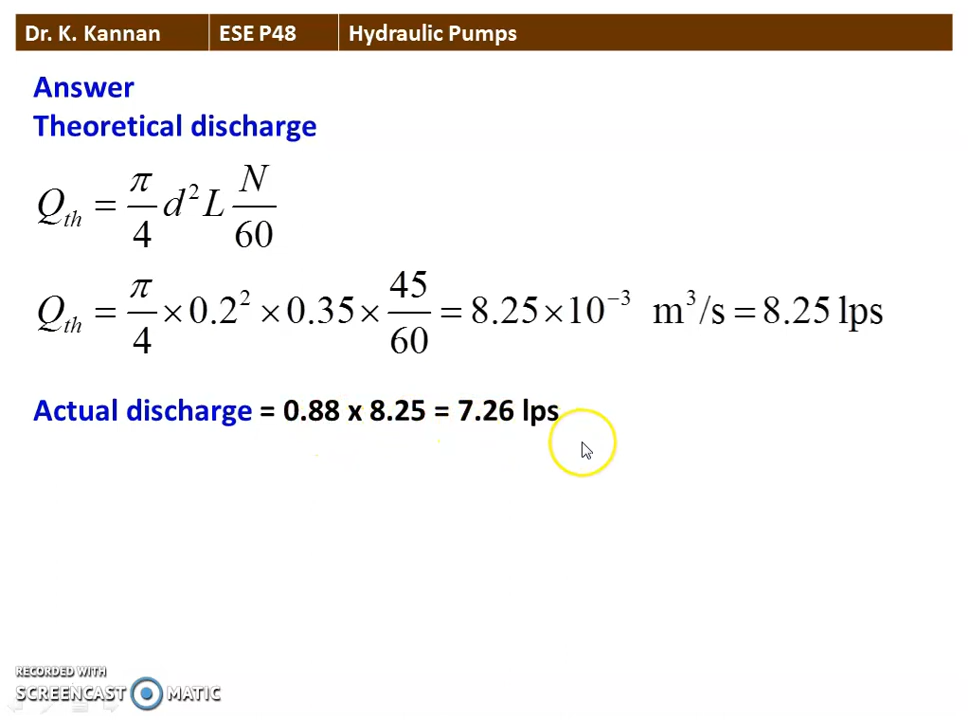 Dr. K. Kannan ESE P48 Hydraulic Pumps
Answer
Theoretical discharge
Q_th = π/4 d² L N/60
Q_th = π/4 × 0.2² × 0.35 × 45/60 = 8.25 × 10⁻³ m³/s = 8.25 lps
Actual discharge = 0.88 x 8.25 = 7.26 lps
RECORDED WITH
SCREENCAST MATIC